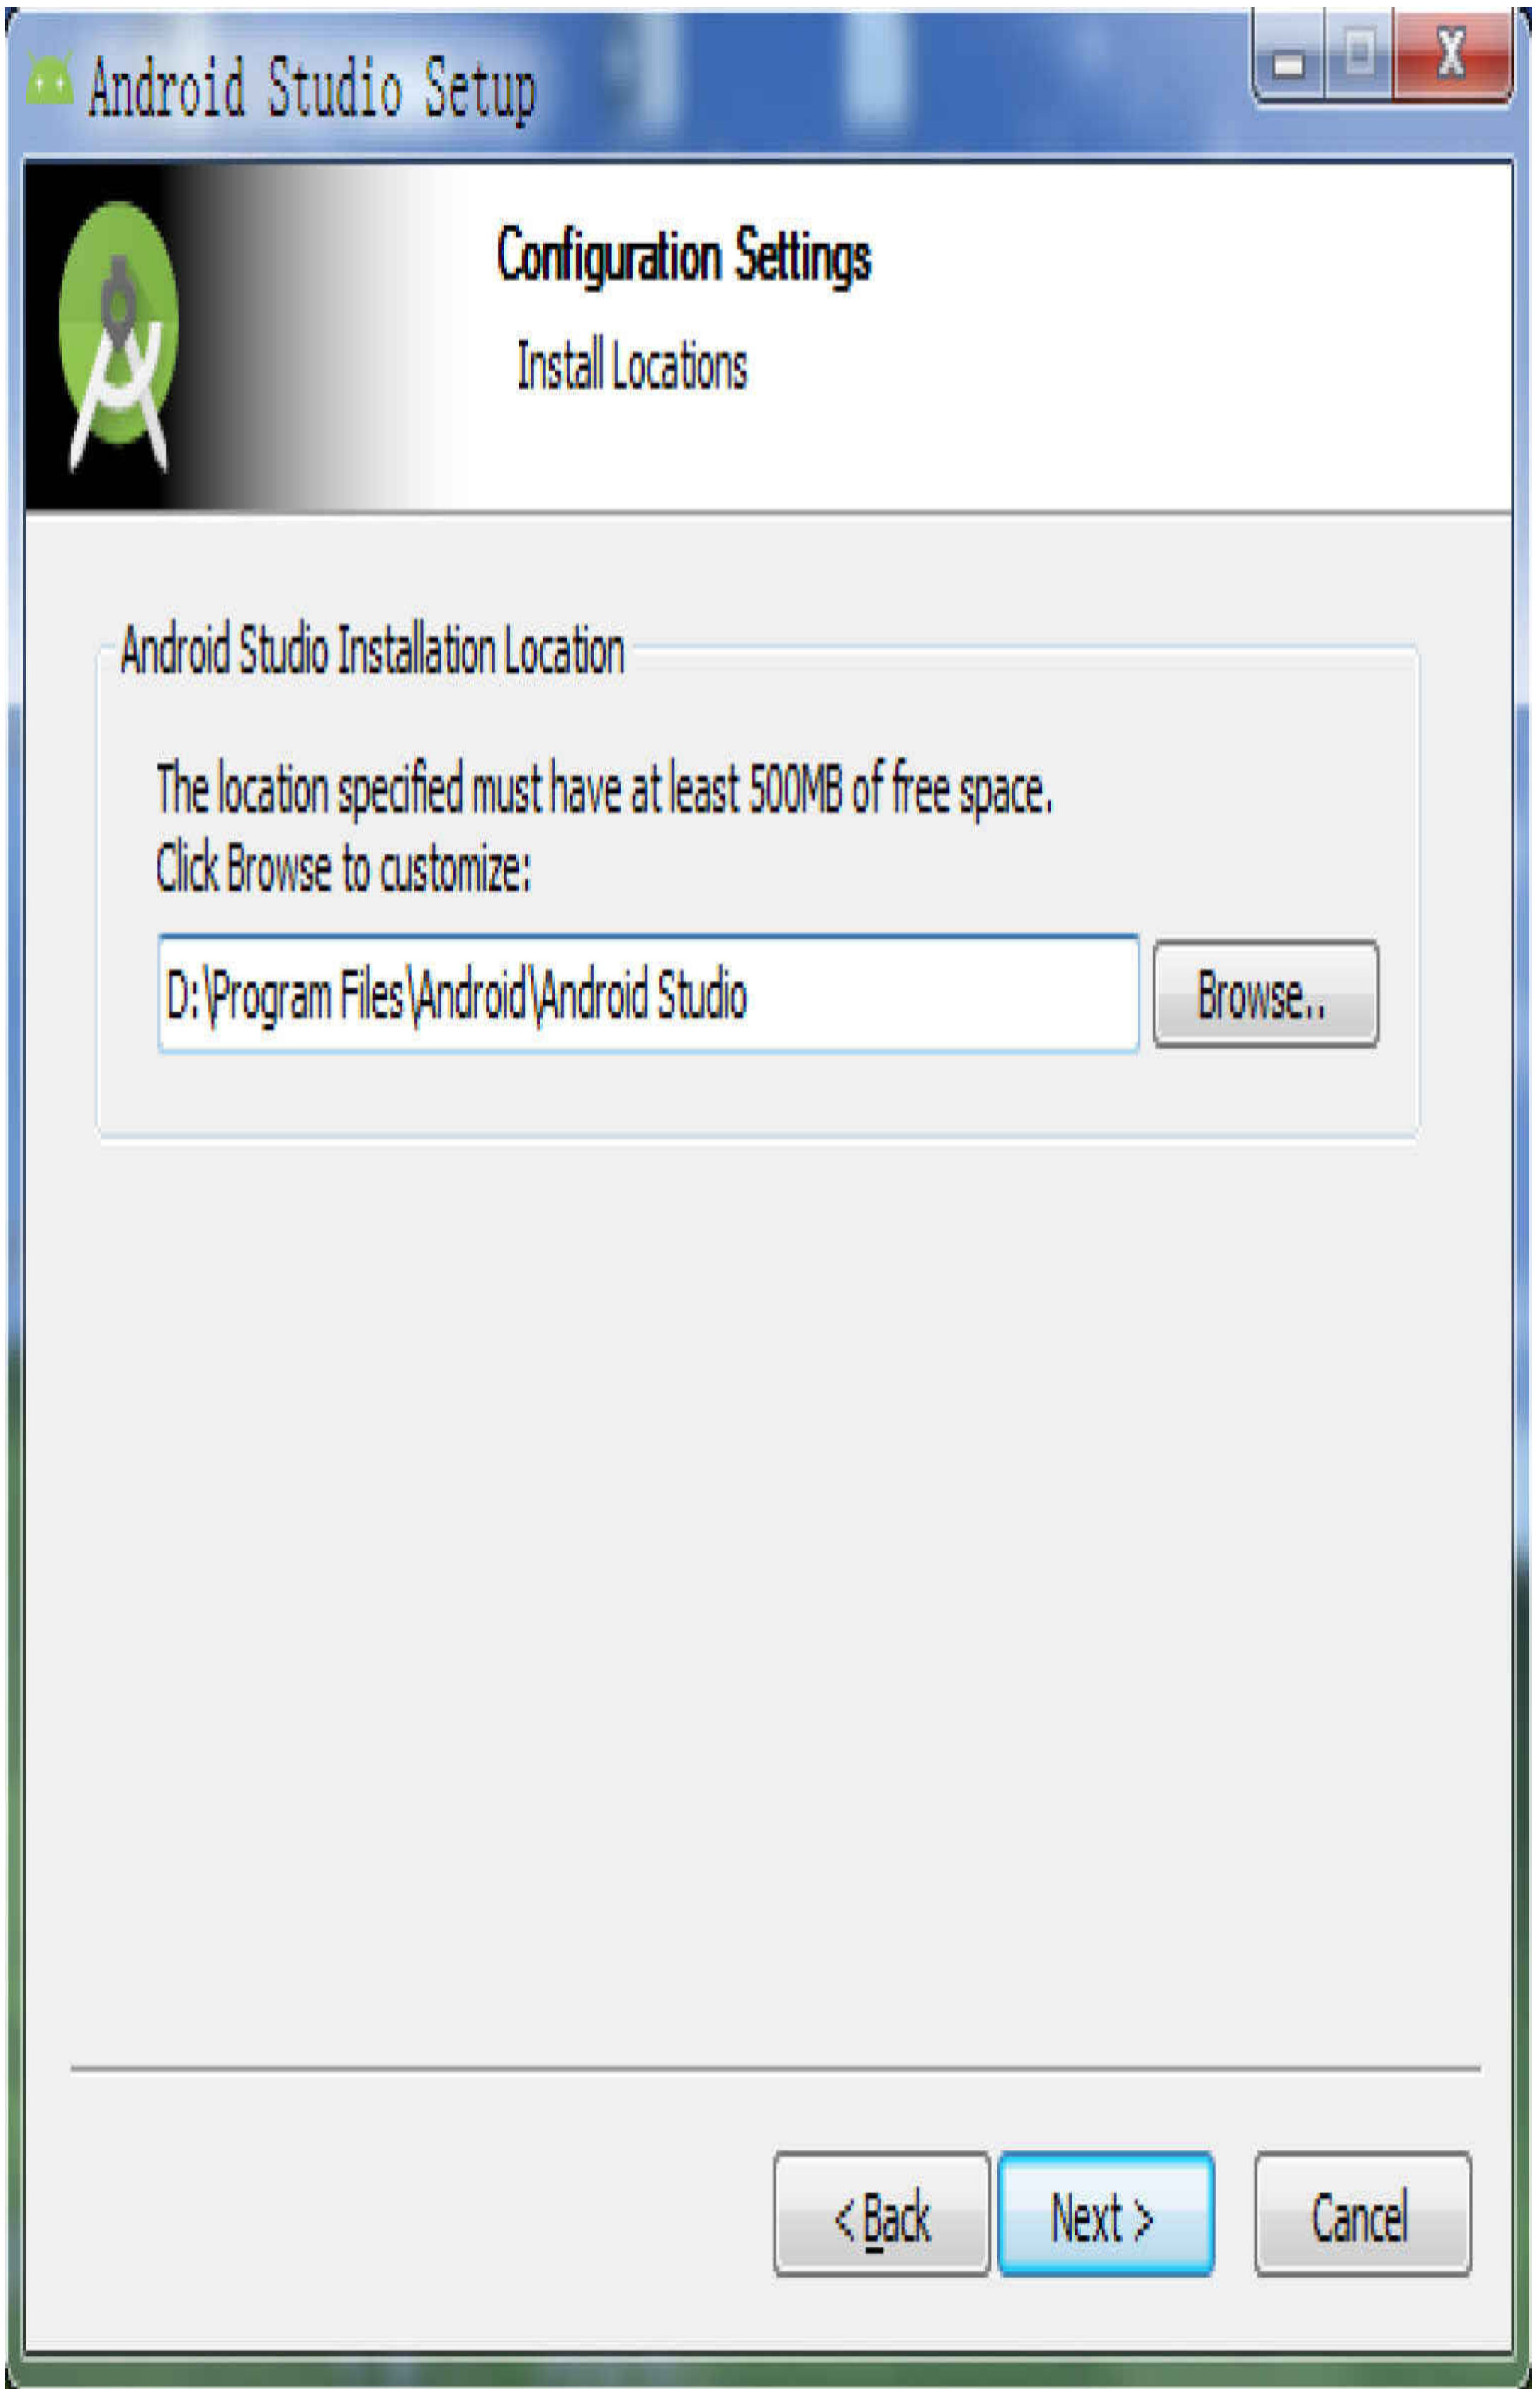 Android Studio Setup
Configuration Settings
Install Locations
Android Studio Installation Location
The location specified must have at least 500MB of free space.
Click Browse to customize:
D:\Program Files\Android\Android Studio
Browse..
< Back
Next >
Cancel